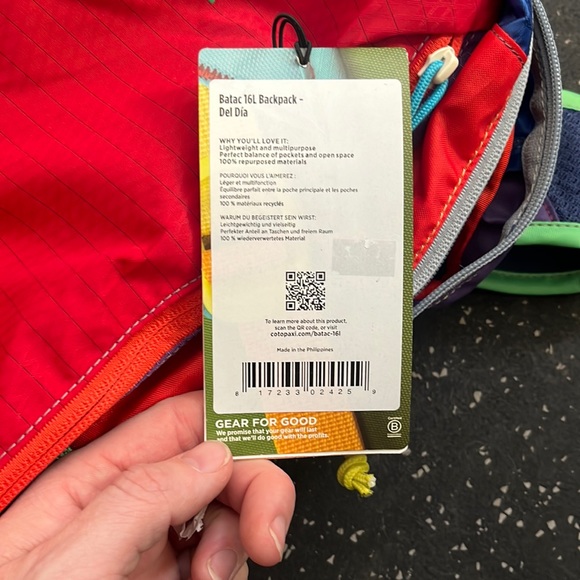 Batac 16L Backpack –
Del Día
WHY YOU'LL LOVE IT:
Lightweight and multipurpose
Perfect balance of pockets and open space
100% repurposed materials
POURQUOI VOUS L'AIMEREZ :
Léger et multifonction
Equilibre parfait entre la poche principale et les poches
secondaires
100 % matériaux recyclés
WARUM DU BEGEISTERT SEIN WIRST:
Leichtgewichtig und vielseitig
Perfekter Anteil an Taschen und freiem Raum
100 % wiederverwertetes Material
To learn more about this product,
scan the QR code, or visit
cotopaxi.com/batac-16l
Made in the Philippines
8 17233 02425 9
GEAR FOR GOOD
We promise that your gear will last
and that we'll do good with the profits.
Certified
B